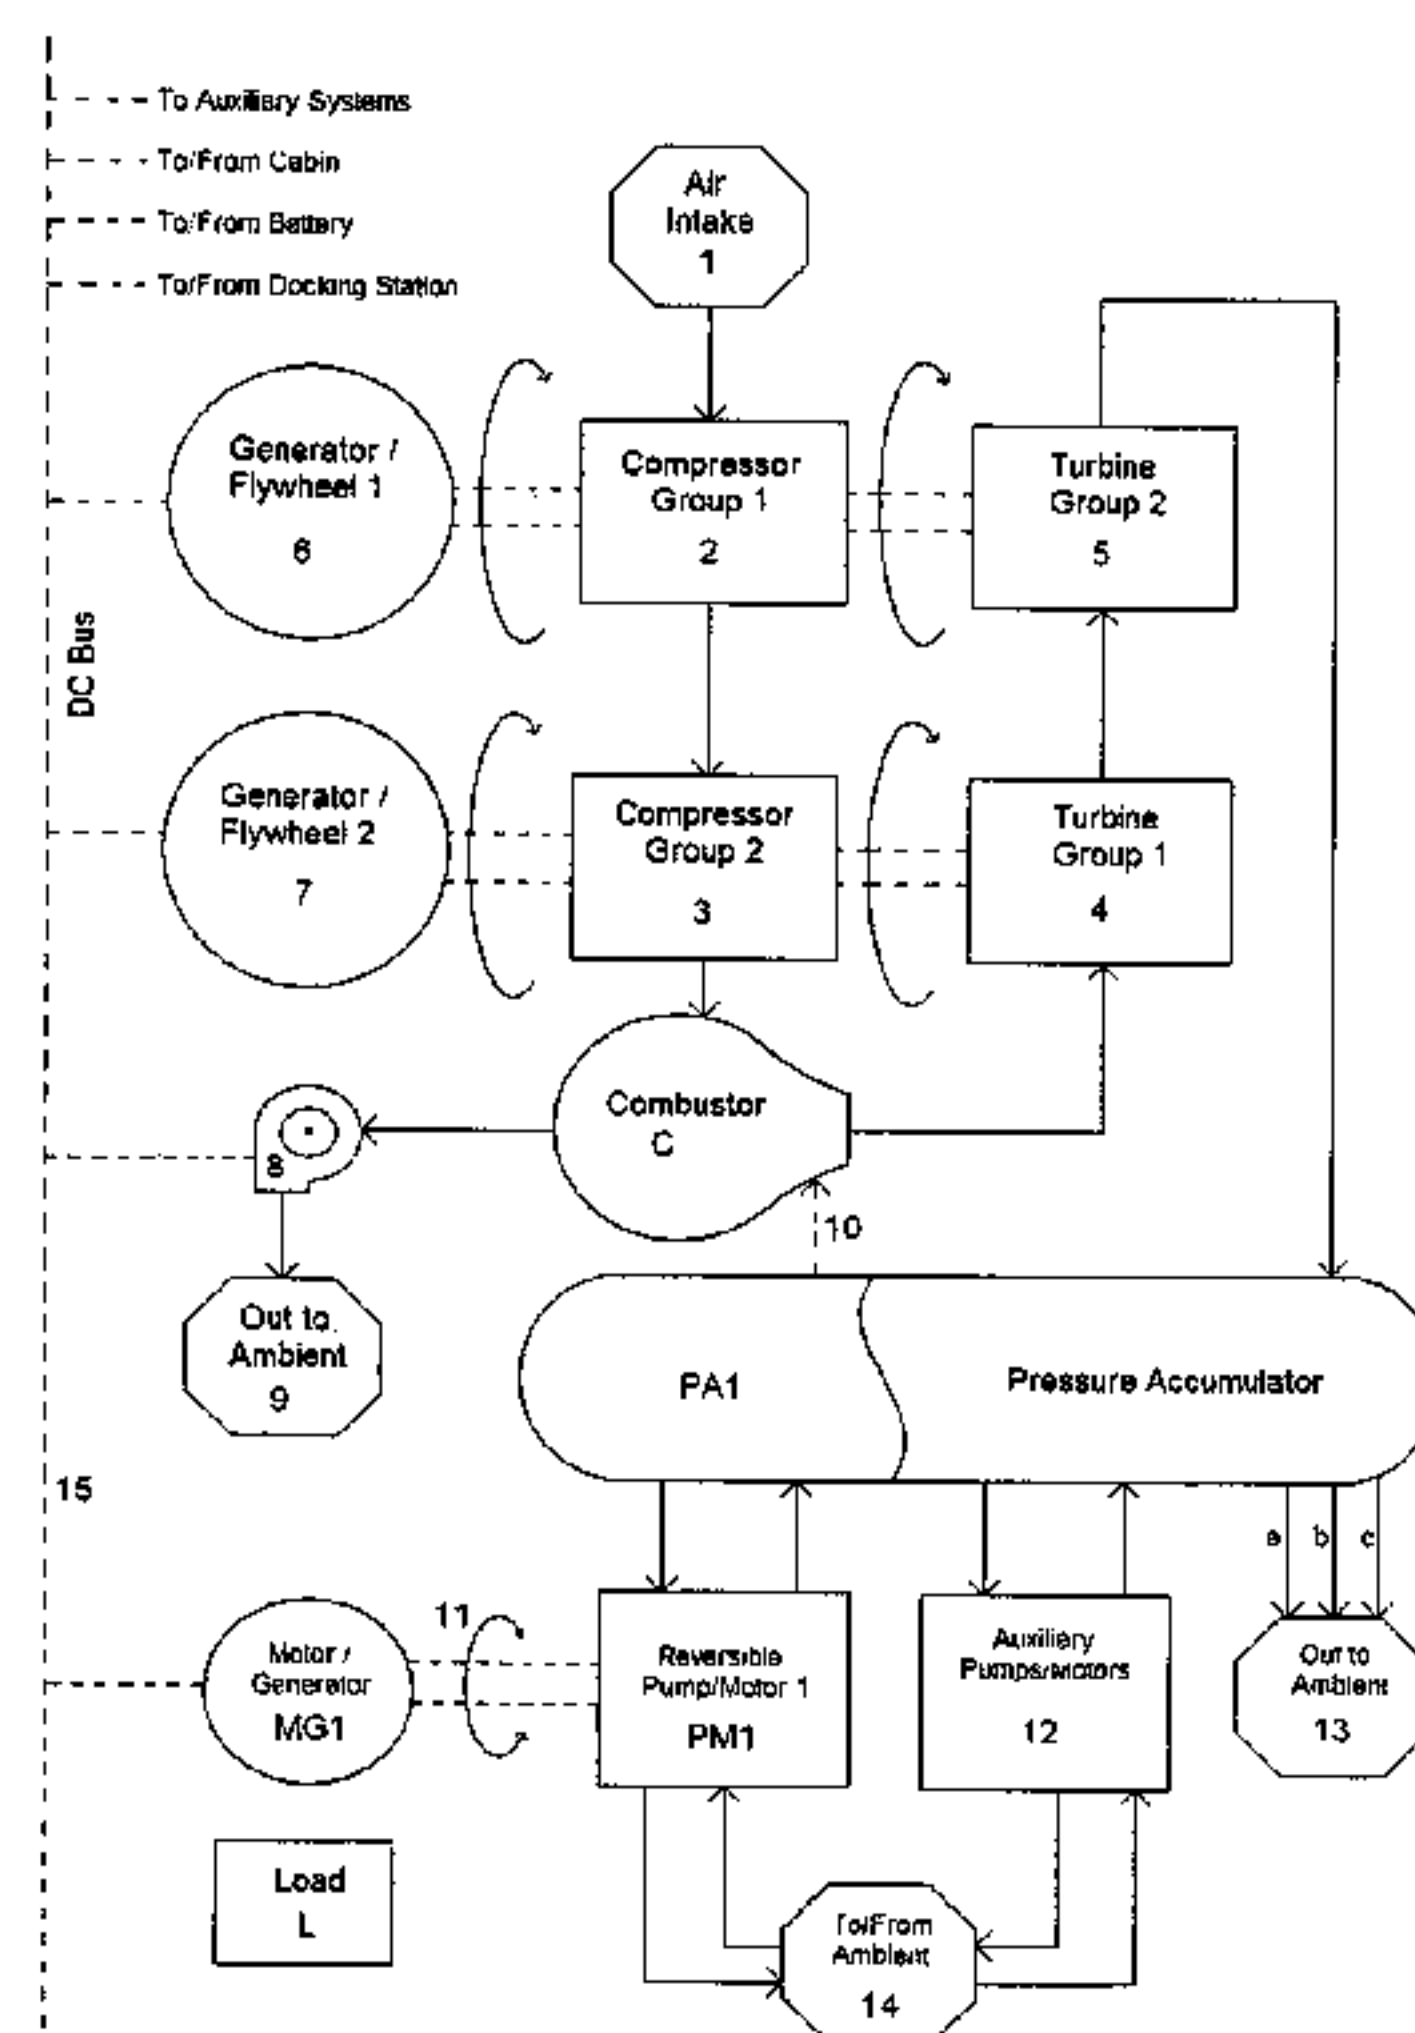 To Auxiliary Systems
To/From Cabin
To/From Battery
To/From Docking Station
Air
Intake
1
Generator /
Flywheel 1
6
Compressor
Group 1
2
Turbine
Group 2
5
DC Bus
Generator /
Flywheel 2
7
Compressor
Group 2
3
Turbine
Group 1
4
Combustor
C
8
10
Out to
Ambient
9
PA1
Pressure Accumulator
15
a
b
c
11
Motor /
Generator
MG1
Reversible
Pump/Motor 1
PM1
Auxiliary
Pumps/Motors
12
Out to
Ambient
13
Load
L
To/From
Ambient
14